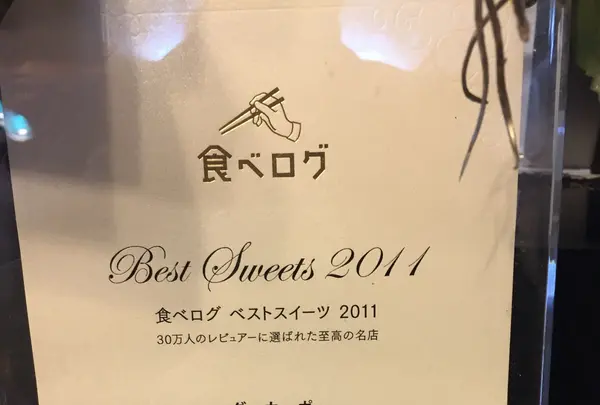 食べログ
Best Sweets 2011
食べログ ベストスイーツ 2011
30万人のレビュアーに選ばれた至高の名店